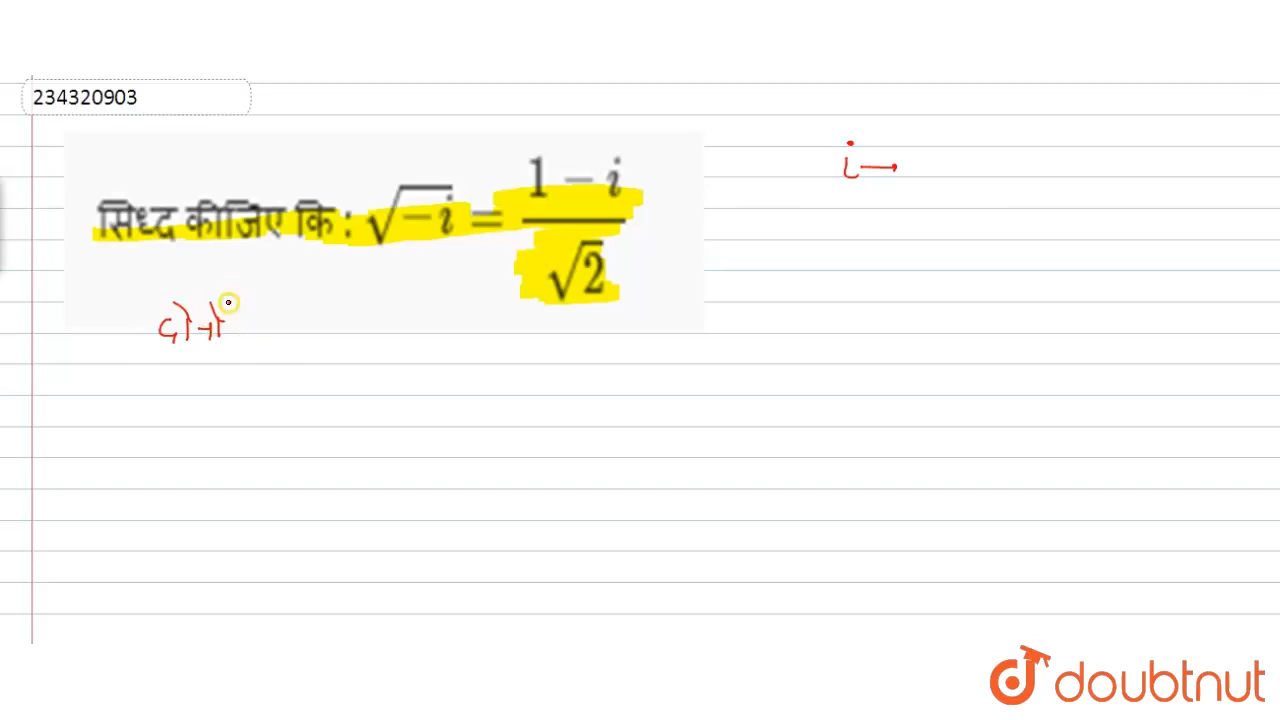 234320903
सिध्द कीजिए कि : √-i = (1 - i)/√2
i →
दोनो
doubtnut